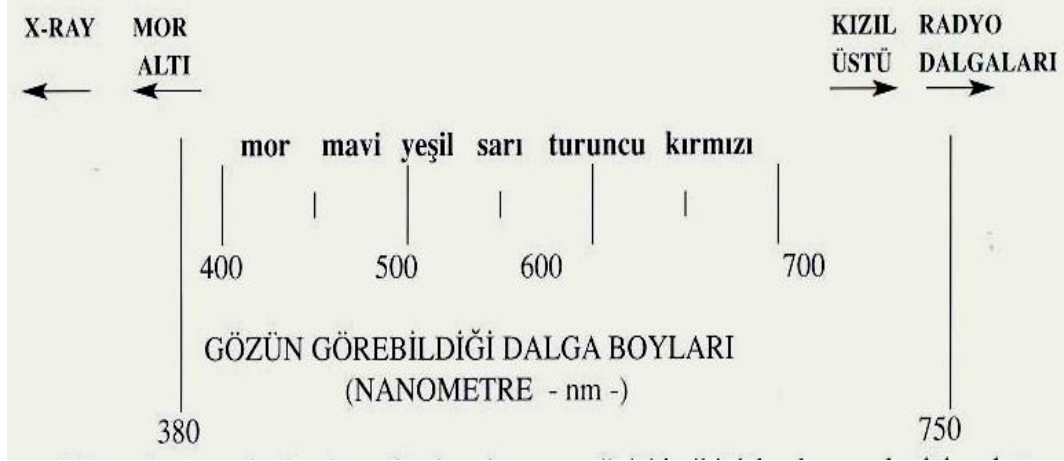 X-RAY MOR KIZIL RADYO
ALTI ÜSTÜ DALGALARI
mor mavi yeşil sarı turuncu kırmızı
400 500 600 700
GÖZÜN GÖREBİLDİĞİ DALGA BOYLARI
(NANOMETRE - nm -)
380 750